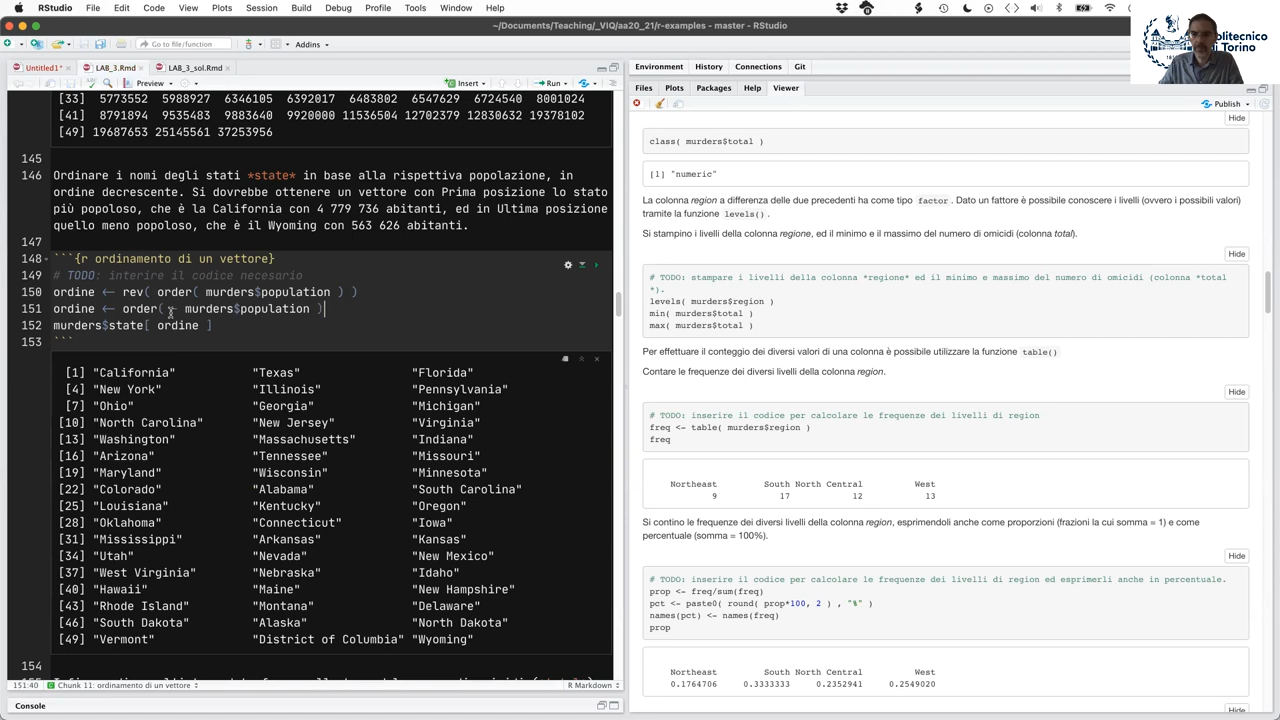 RStudio File Edit Code View Plots Session Build Debug Profile Tools Window Help
~/Documents/Teaching/_VIQ/aa20_21/r-examples - master - RStudio
Politecnico
di Torino
Go to file/function Addins
Untitled1* LAB_3.Rmd LAB_3_sol.Rmd
Preview Insert Run
[33] 5773552 5988927 6346105 6392017 6483802 6547629 6724540 8001024
[41] 8791894 9535483 9883640 9920000 11536504 12702379 12830632 19378102
[49] 19687653 25145561 37253956
145
146 Ordinare i nomi degli stati *state* in base alla rispettiva popolazione, in
ordine decrescente. Si dovrebbe ottenere un vettore con Prima posizione lo stato
più popoloso, che è la California con 4 779 736 abitanti, ed in Ultima posizione
quello meno popoloso, che è il Wyoming con 563 626 abitanti.
147
148 ```{r ordinamento di un vettore}
149 # TODO: interire il codice necesario
150 ordine <- rev( order( murders$population ) )
151 ordine <- order( - murders$population )
152 murders$state[ ordine ]
153 ```
[1] "California" "Texas" "Florida"
[4] "New York" "Illinois" "Pennsylvania"
[7] "Ohio" "Georgia" "Michigan"
[10] "North Carolina" "New Jersey" "Virginia"
[13] "Washington" "Massachusetts" "Indiana"
[16] "Arizona" "Tennessee" "Missouri"
[19] "Maryland" "Wisconsin" "Minnesota"
[22] "Colorado" "Alabama" "South Carolina"
[25] "Louisiana" "Kentucky" "Oregon"
[28] "Oklahoma" "Connecticut" "Iowa"
[31] "Mississippi" "Arkansas" "Kansas"
[34] "Utah" "Nevada" "New Mexico"
[37] "West Virginia" "Nebraska" "Idaho"
[40] "Hawaii" "Maine" "New Hampshire"
[43] "Rhode Island" "Montana" "Delaware"
[46] "South Dakota" "Alaska" "North Dakota"
[49] "Vermont" "District of Columbia" "Wyoming"
154
151:40 Chunk 11: ordinamento di un vettore R Markdown
Console
Environment History Connections Git
Files Plots Packages Help Viewer
Publish
Hide
class( murders$total )
[1] "numeric"
La colonna region a differenza delle due precedenti ha come tipo factor. Dato un fattore è possibile conoscere i livelli (ovvero i possibili valori)
tramite la funzione levels().
Si stampino i livelli della colonna regione, ed il minimo e il massimo del numero di omicidi (colonna total).
Hide
# TODO: stampare i livelli della colonna *regione* ed il minimo e massimo del numero di omicidi (colonna *total
*).
levels( murders$region )
min( murders$total )
max( murders$total )
Per effettuare il conteggio dei diversi valori di una colonna è possibile utilizzare la funzione table()
Contare le frequenze dei diversi livelli della colonna region.
Hide
# TODO: inserire il codice per calcolare le frequenze dei livelli di region
freq <- table( murders$region )
freq
Northeast South North Central West
9 17 12 13
Si contino le frequenze dei diversi livelli della colonna region, esprimendoli anche come proporzioni (frazioni la cui somma = 1) e come
percentuale (somma = 100%).
Hide
# TODO: inserire il codice per calcolare le frequenze dei livelli di region ed esprimerli anche in percentuale.
prop <- freq/sum(freq)
pct <- paste0( round( prop*100, 2 ) , "%" )
names(pct) <- names(freq)
prop
Northeast South North Central West
0.1764706 0.3333333 0.2352941 0.2549020
Hide